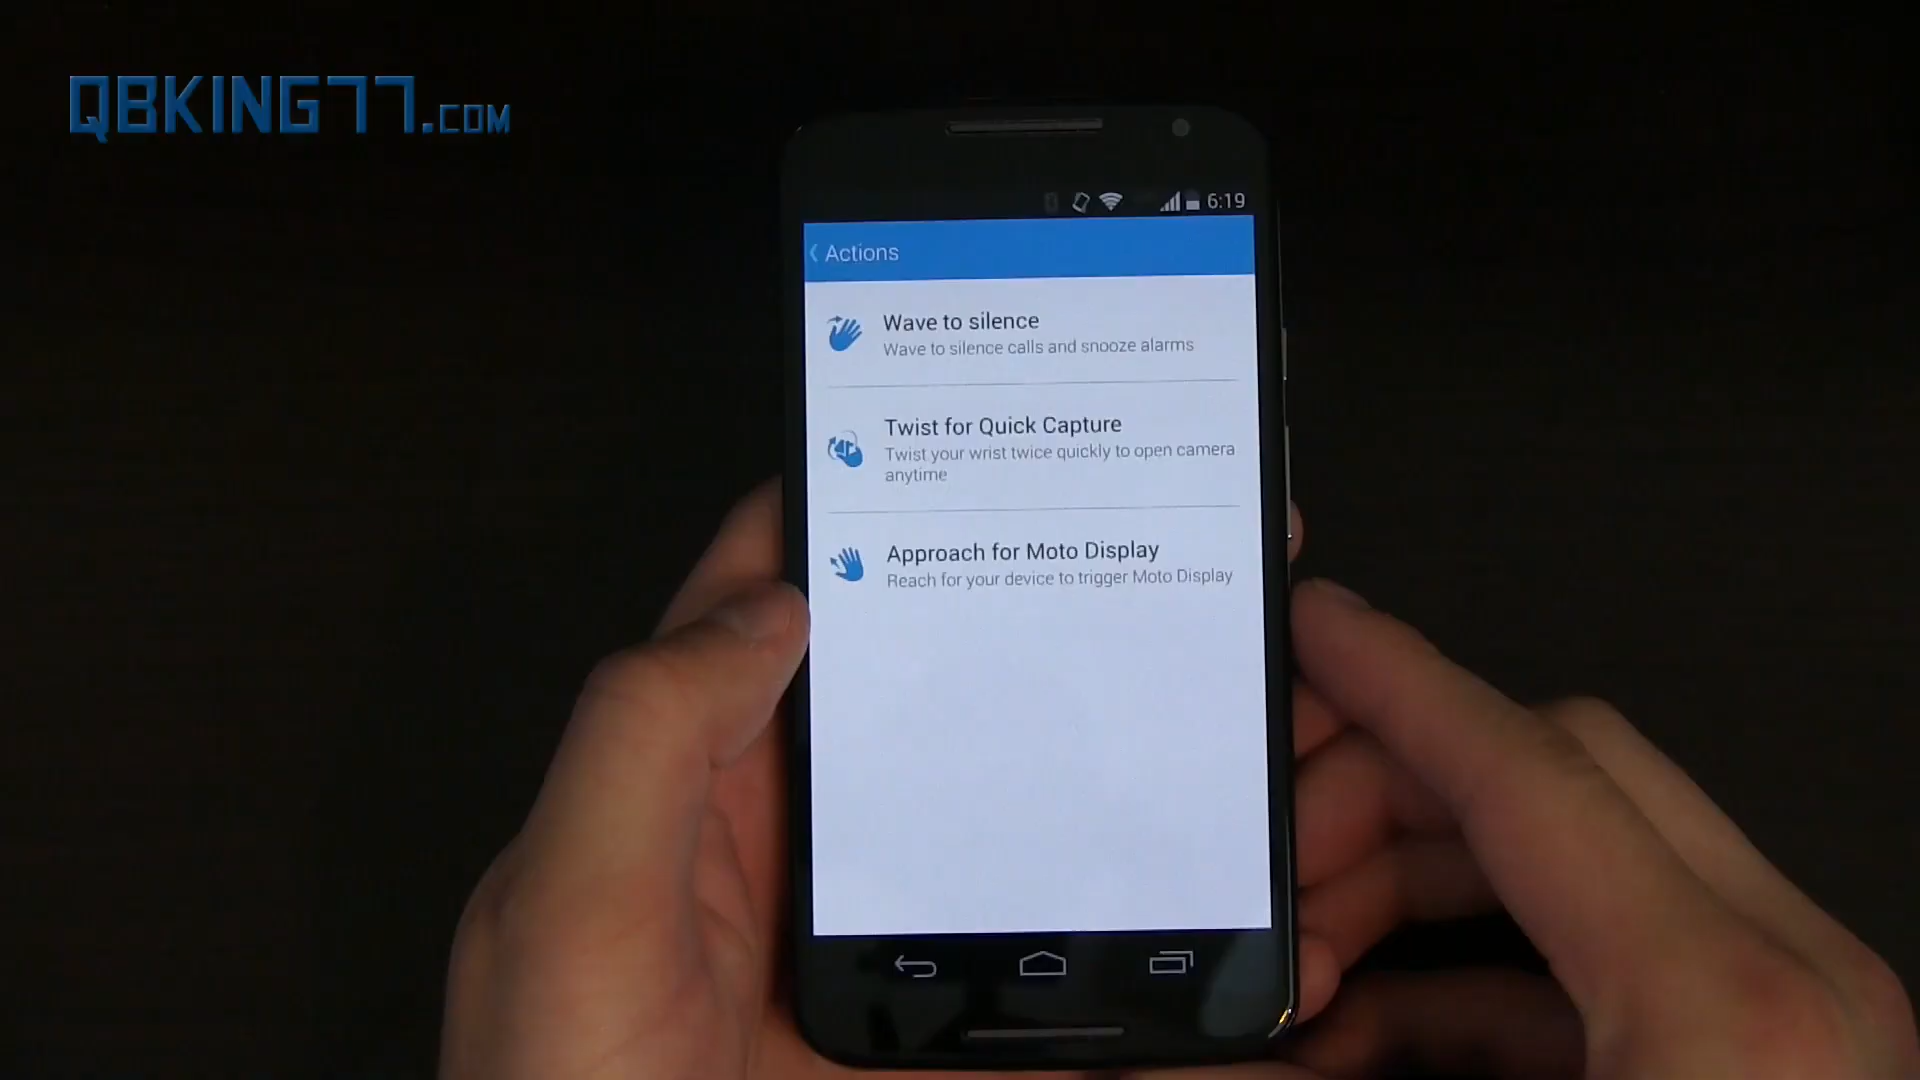 QBKING77.COM
6:19
Actions
Wave to silence
Wave to silence calls and snooze alarms
Twist for Quick Capture
Twist your wrist twice quickly to open camera
anytime
Approach for Moto Display
Reach for your device to trigger Moto Display